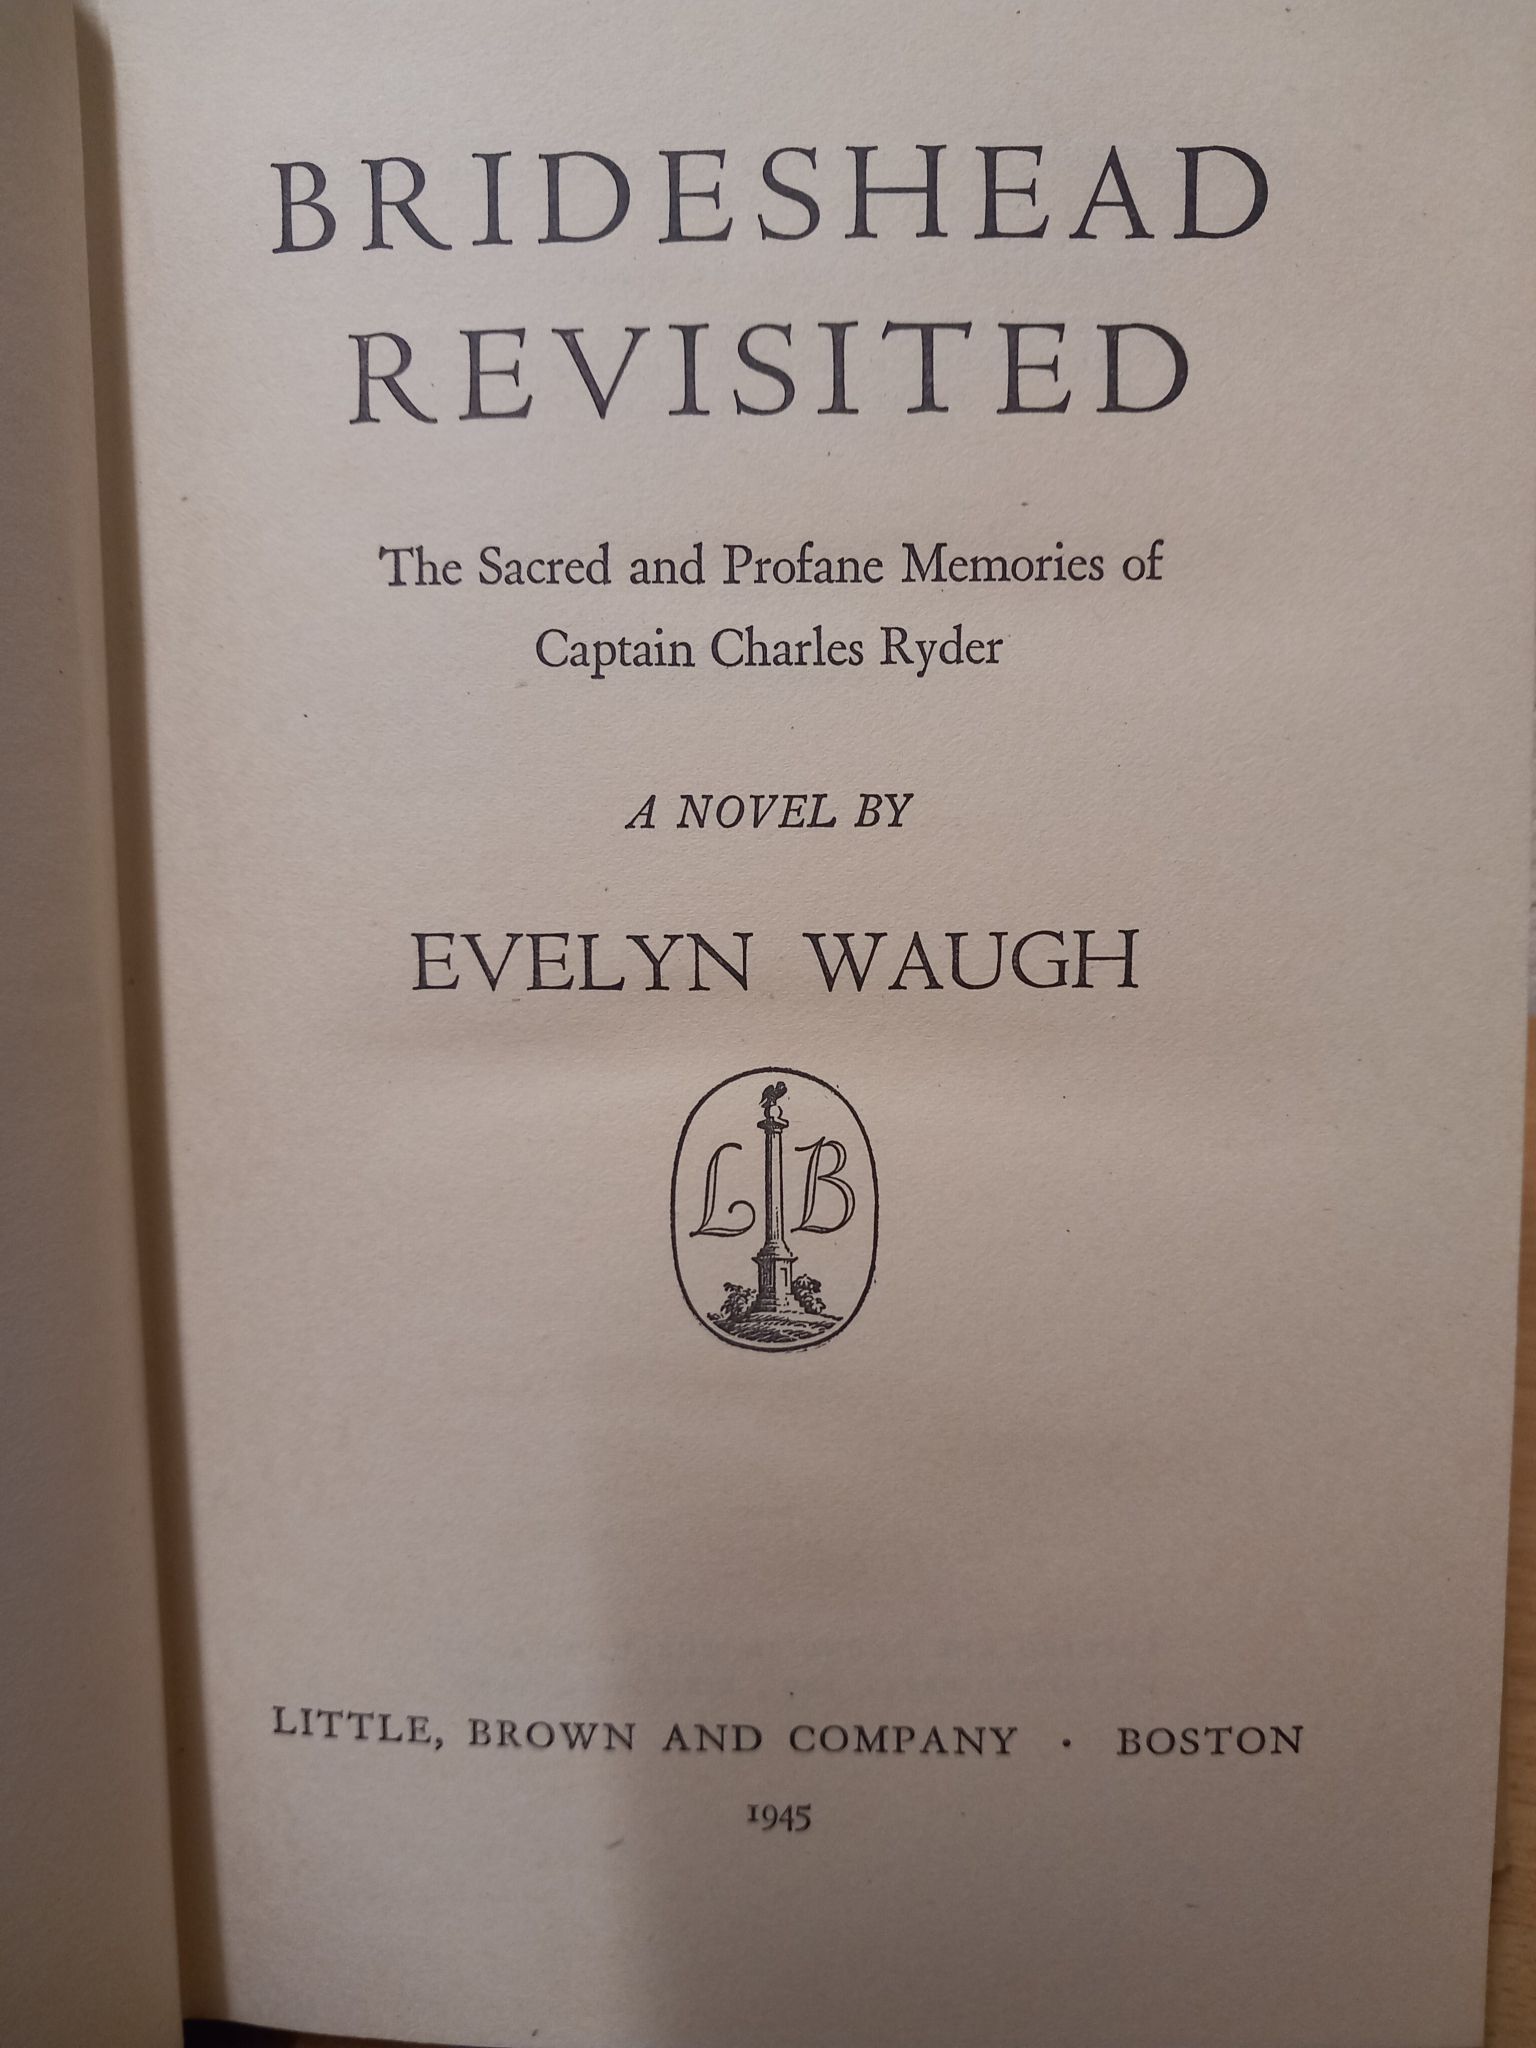 BRIDESHEAD
REVISITED
The Sacred and Profane Memories of
Captain Charles Ryder
A NOVEL BY
EVELYN WAUGH
L B
LITTLE, BROWN AND COMPANY · BOSTON
1945